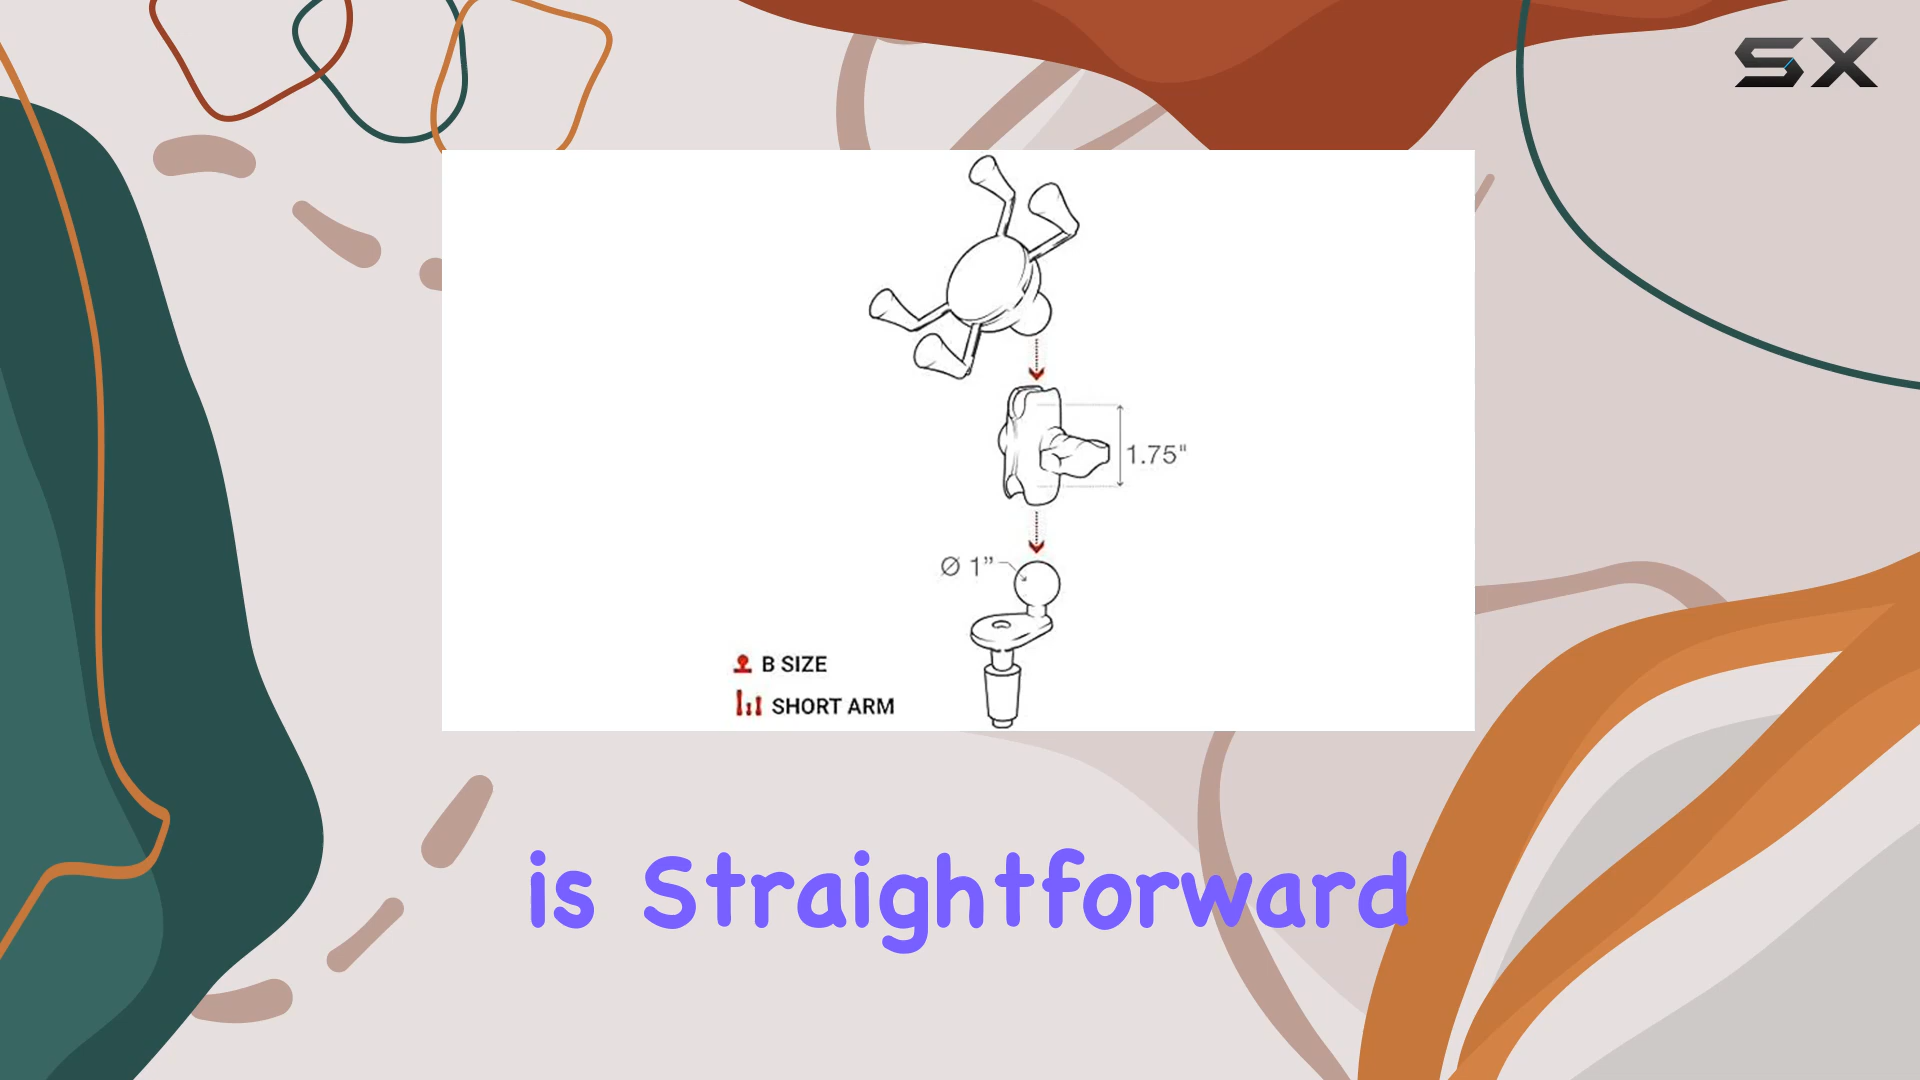 SX
1.75"
Ø 1”
B SIZE
SHORT ARM
is Straightforward